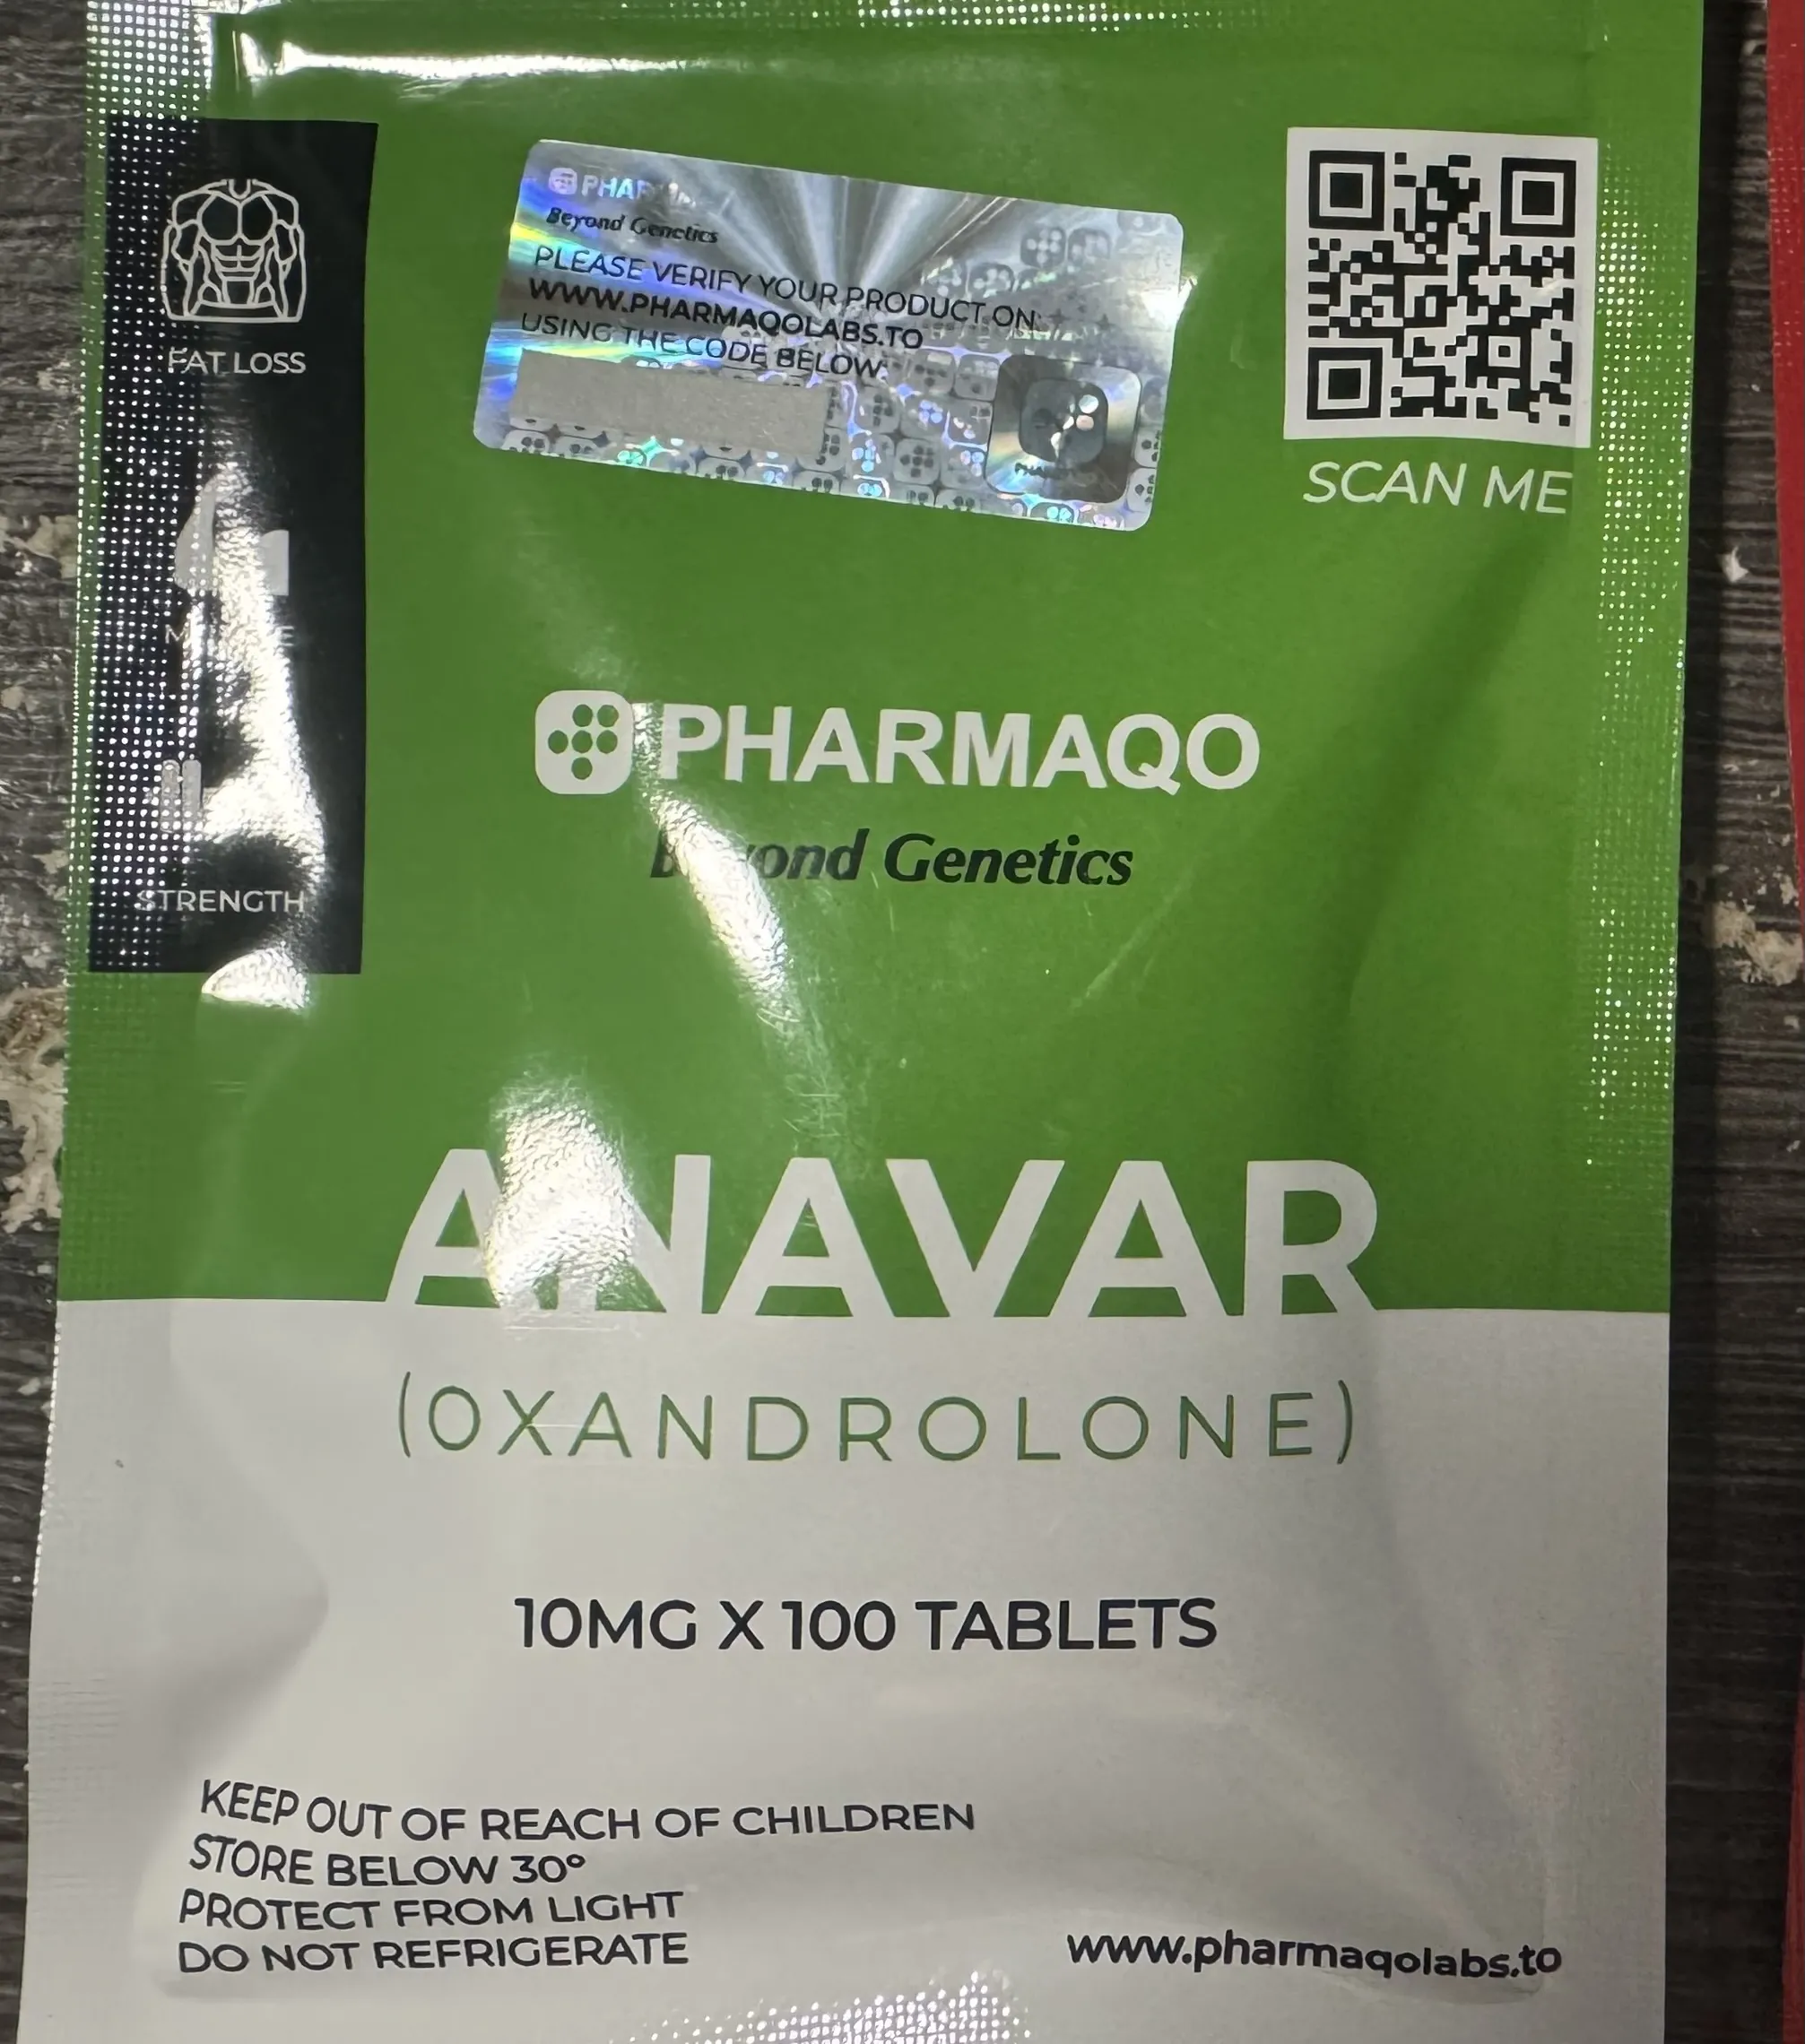 FAT LOSS
STRENGTH
Beyond Genetics
PLEASE VERIFY YOUR PRODUCT ON:
WWW.PHARMAQOLABS.TO
USING THE CODE BELOW:
SCAN ME
PHARMAQO
Genetics
ANAVAR
(OXANDROLONE)
10MG X 100 TABLETS
KEEP OUT OF REACH OF CHILDREN
STORE BELOW 30°
PROTECT FROM LIGHT
DO NOT REFRIGERATE
www.pharmaqolabs.to